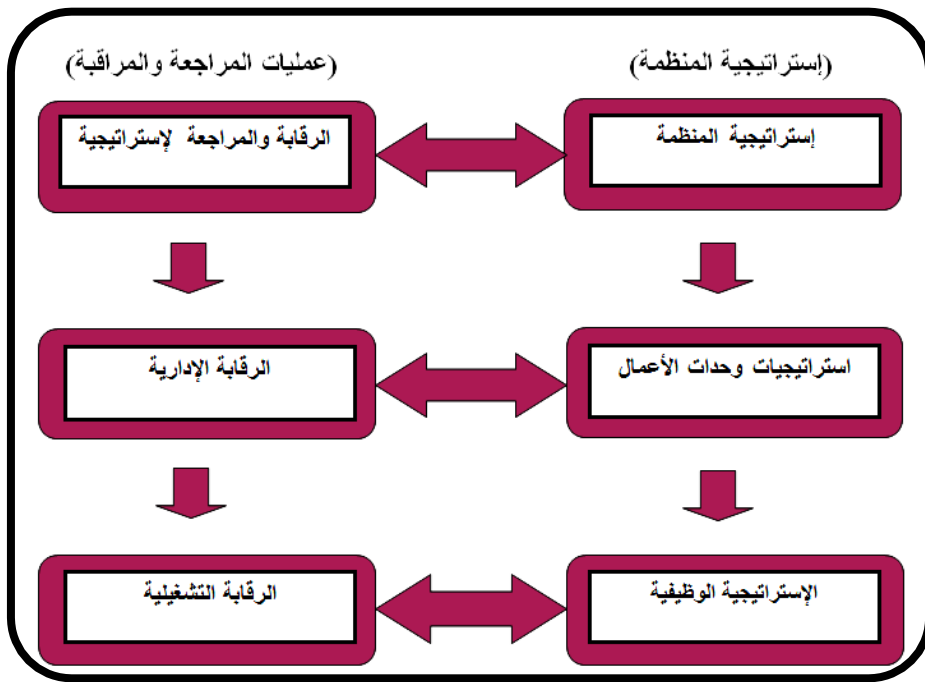 (إستراتيجية المنظمة)
(عمليات المراجعة والمراقبة)
إستراتيجية المنظمة
الرقابة والمراجعة لإستراتيجية
استراتيجيات وحدات الأعمال
الرقابة الإدارية
الإستراتيجية الوظيفية
الرقابة التشغيلية